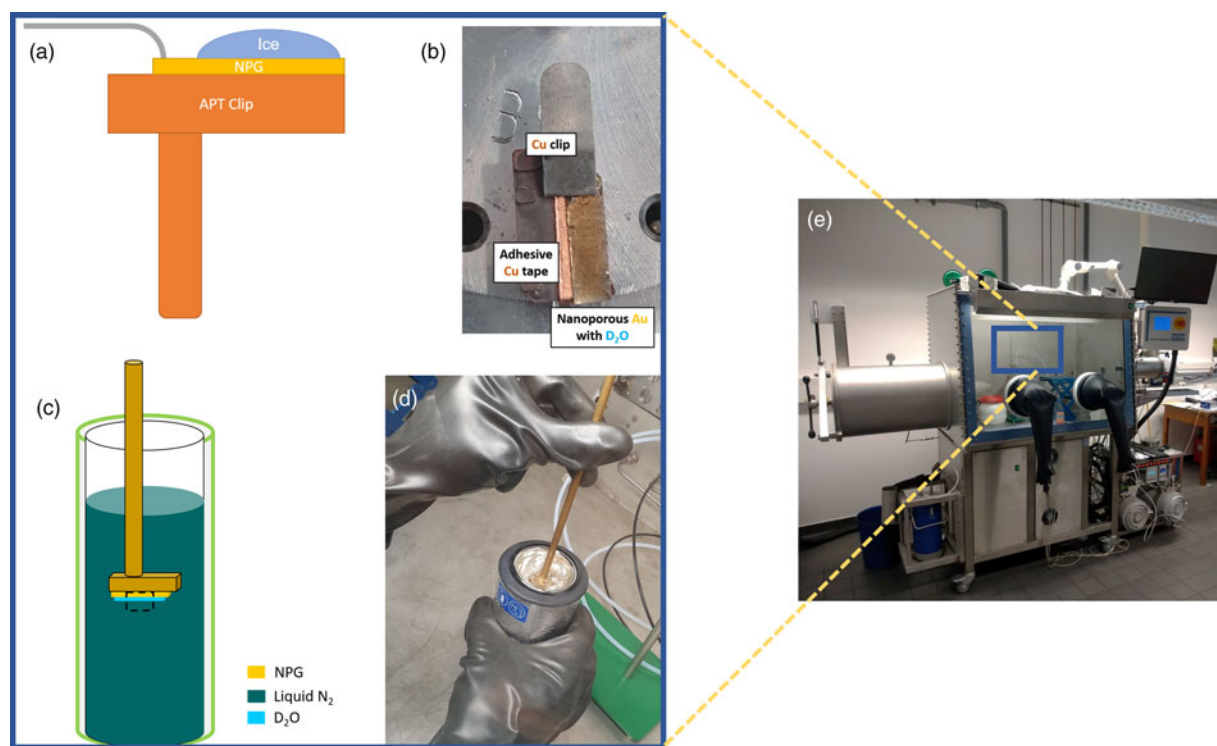 (a)
Ice
NPG
APT Clip
(b)
B
Cu clip
Adhesive
Cu tape
Nanoporous Au
with D₂O
(c)
NPG
Liquid N₂
D₂O
(d)
(e)